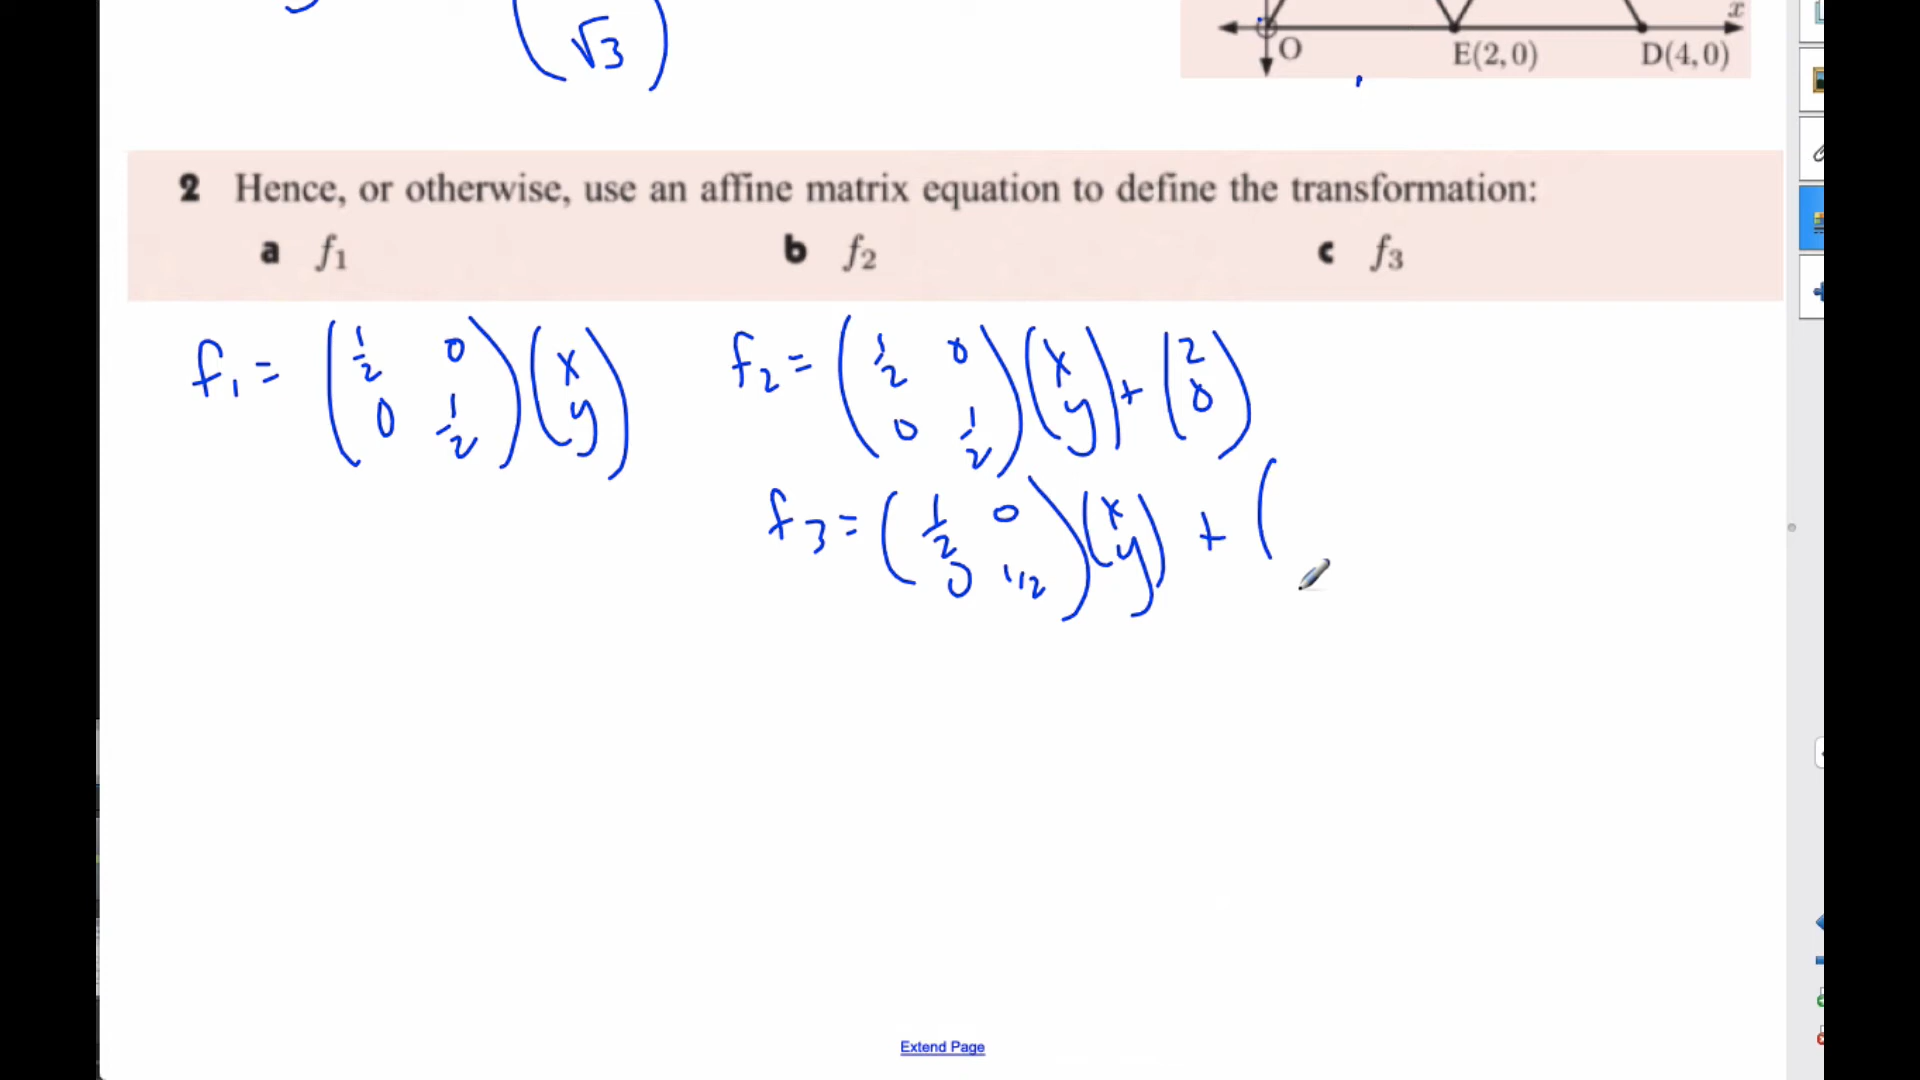 (√3)
x
O E(2,0) D(4,0)
2 Hence, or otherwise, use an affine matrix equation to define the transformation:
a f₁ b f₂ c f₃
f₁ = (1/2 0 0 1/2)(x y) f₂ = (1/2 0 0 1/2)(x y) + (2 0)
f₃ = (1/2 0 0 1/2)(x y) + (
Extend Page